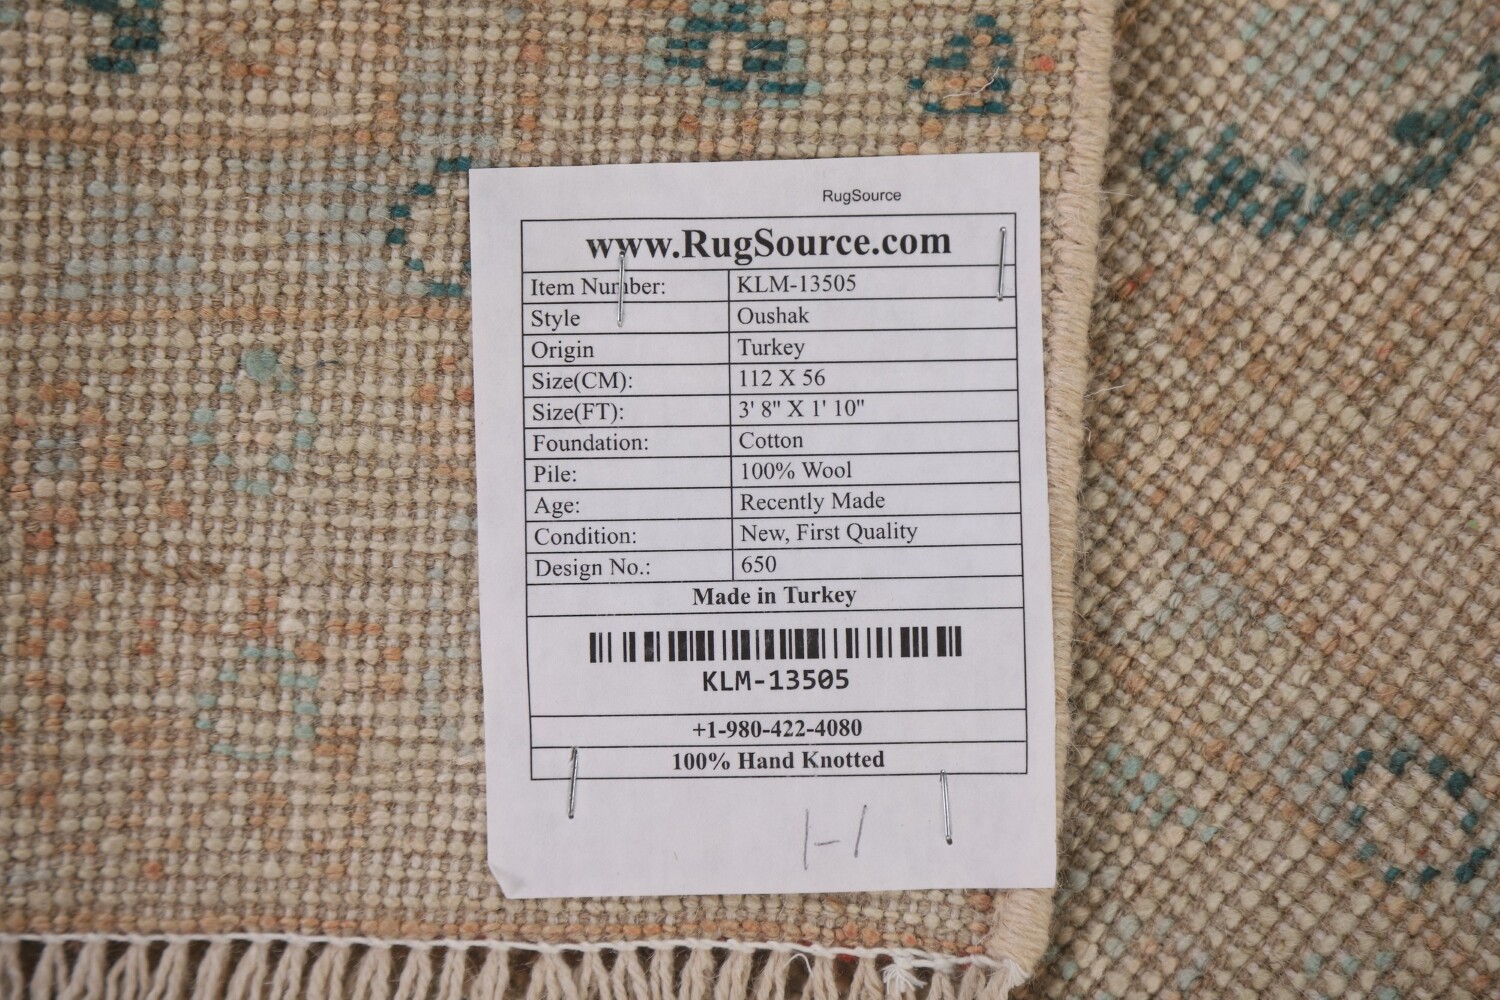 RugSource
www.RugSource.com
Item Number: KLM-13505
Style Oushak
Origin Turkey
Size(CM): 112 X 56
Size(FT): 3' 8" X 1' 10"
Foundation: Cotton
Pile: 100% Wool
Age: Recently Made
Condition: New, First Quality
Design No.: 650
Made in Turkey
KLM-13505
+1-980-422-4080
100% Hand Knotted
1-1